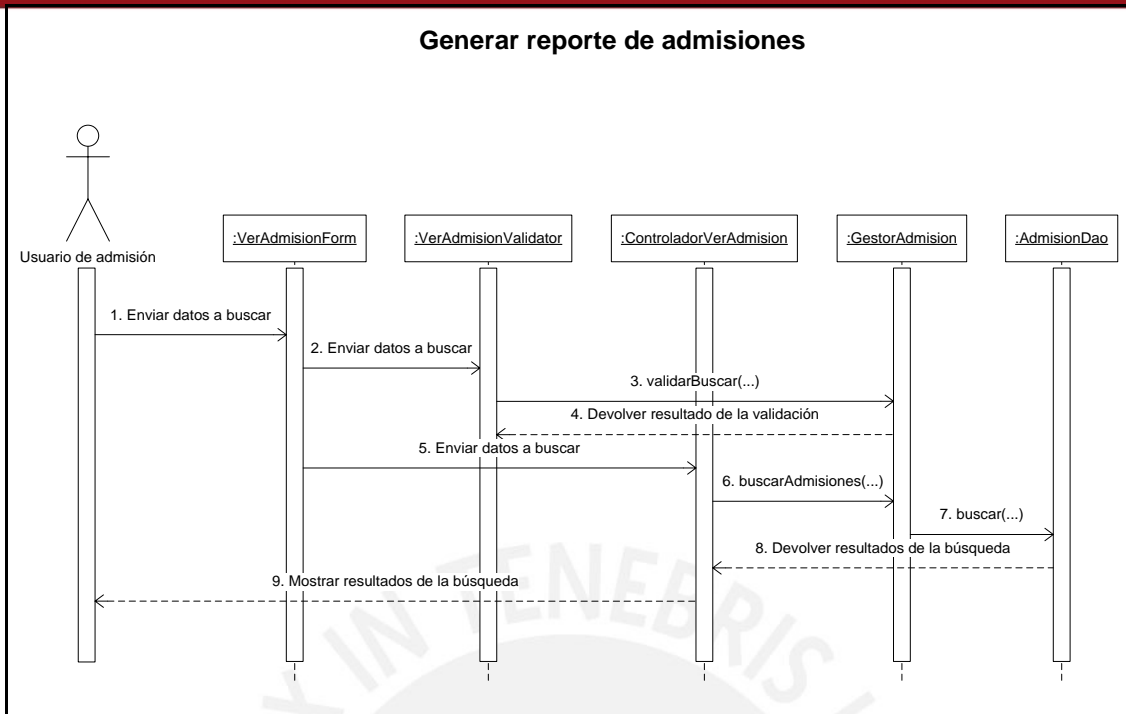 Generar reporte de admisiones
Usuario de admisión
:VerAdmisionForm
:VerAdmisionValidator
:ControladorVerAdmision
:GestorAdmision
:AdmisionDao
1. Enviar datos a buscar
2. Enviar datos a buscar
3. validarBuscar(...)
4. Devolver resultado de la validación
5. Enviar datos a buscar
6. buscarAdmisiones(...)
7. buscar(...)
8. Devolver resultados de la búsqueda
9. Mostrar resultados de la búsqueda
X IN TENEBRIS